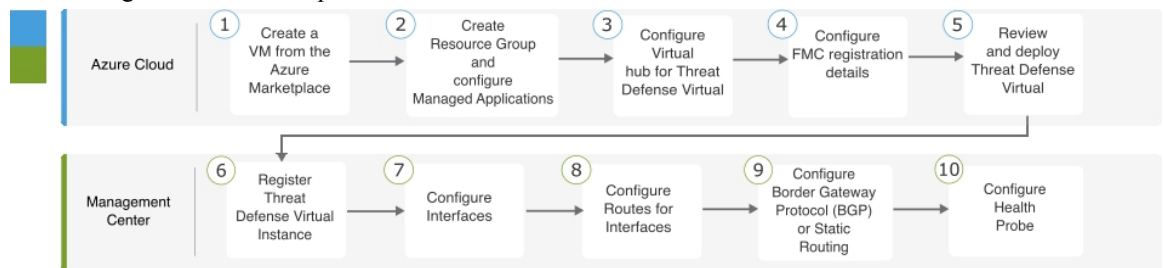 Azure Cloud
1
Create a
VM from the
Azure
Marketplace
2
Create
Resource Group
and
configure
Managed Applications
3
Configure
Virtual
hub for Threat
Defense Virtual
4
Configure
FMC registration
details
5
Review
and deploy
Threat Defense
Virtual
Management
Center
6
Register
Threat
Defense Virtual
Instance
7
Configure
Interfaces
8
Configure
Routes for
Interfaces
9
Configure
Border Gateway
Protocol (BGP)
or Static
Routing
10
Configure
Health
Probe